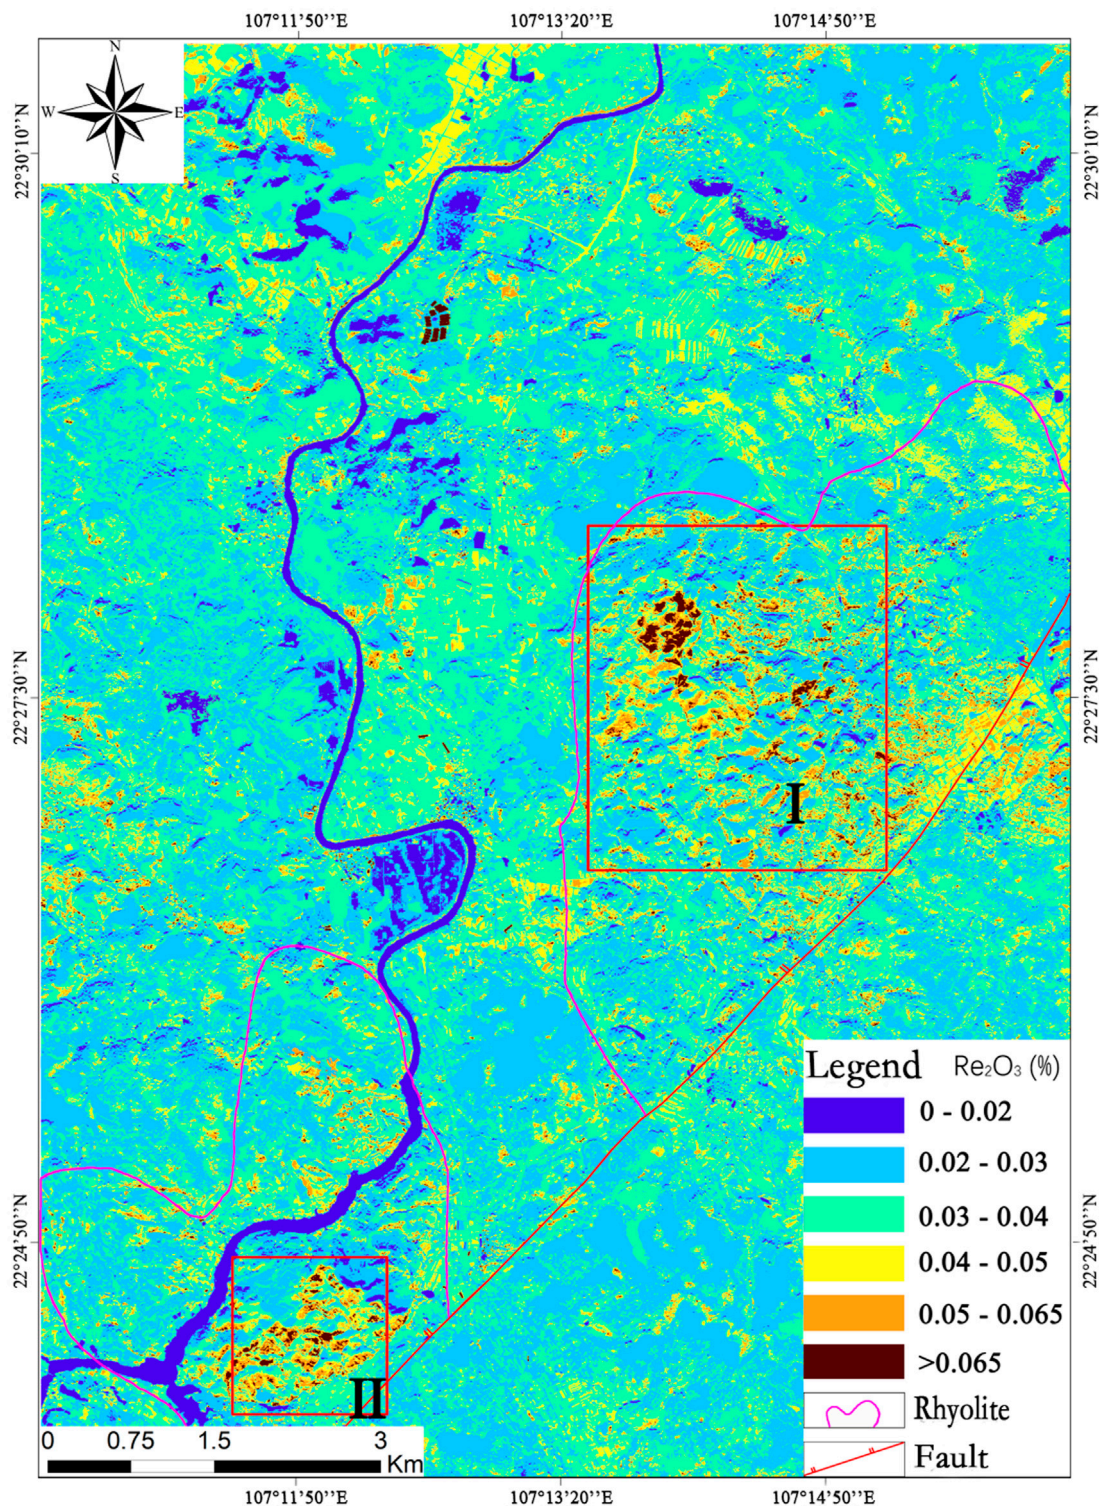 107°11'50''E 107°13'20''E 107°14'50''E
N
W E
S
22°30'10''N 22°30'10''N
22°27'30''N 22°27'30''N
I
22°24'50''N 22°24'50''N
II
Legend Re₂O₃ (%)
0 - 0.02
0.02 - 0.03
0.03 - 0.04
0.04 - 0.05
0.05 - 0.065
>0.065
Rhyolite
Fault
0 0.75 1.5 3
Km
107°11'50''E 107°13'20''E 107°14'50''E